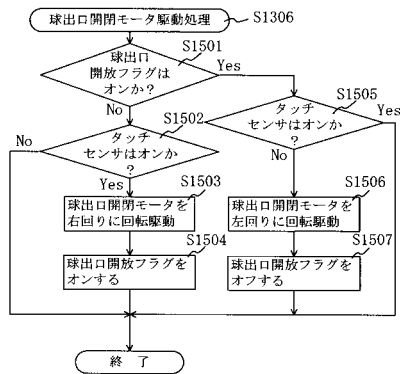 球出口開閉モータ駆動処理
S1306
S1501
球出口
開放フラグは
オンか?
Yes
No
S1502
タッチ
センサはオンか
?
No
Yes
S1505
タッチ
センサはオンか
?
Yes
No
S1503
球出口開閉モータを
右回りに回転駆動
S1506
球出口開閉モータを
左回りに回転駆動
S1504
球出口開放フラグを
オンする
S1507
球出口開放フラグを
オフする
終 了